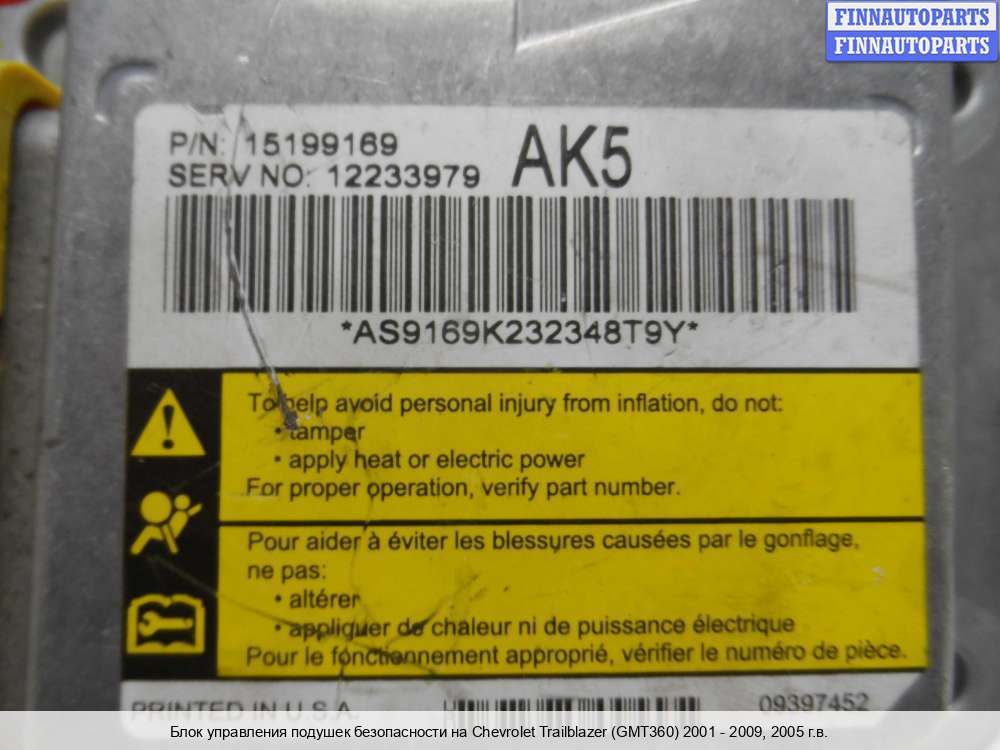 FINNAUTOPARTS
FINNAUTOPARTS
P/N: 15199169
SERV NO: 12233979
AK5
*AS9169K232348T9Y*
To help avoid personal injury from inflation, do not:
• tamper
• apply heat or electric power
For proper operation, verify part number.
Pour aider à éviter les blessures causées par le gonflage,
ne pas:
• altérer
• appliquer de chaleur ni de puissance électrique
Pour le fonctionnement approprié, vérifier le numéro de pièce.
PRINTED IN U.S.A.
09397452
Блок управления подушек безопасности на Chevrolet Trailblazer (GMT360) 2001 - 2009, 2005 г.в.